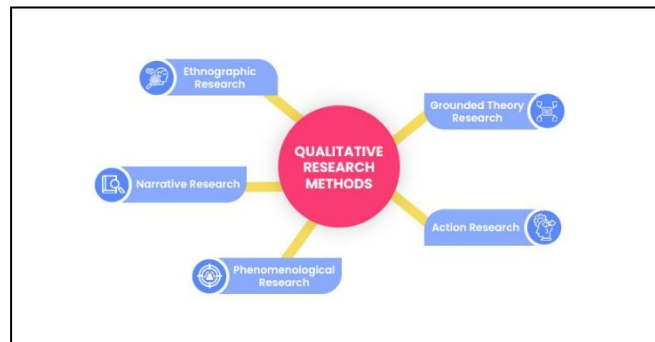 Ethnographic
Research
Grounded Theory
Research
QUALITATIVE
RESEARCH
METHODS
Narrative Research
Action Research
Phenomenological
Research